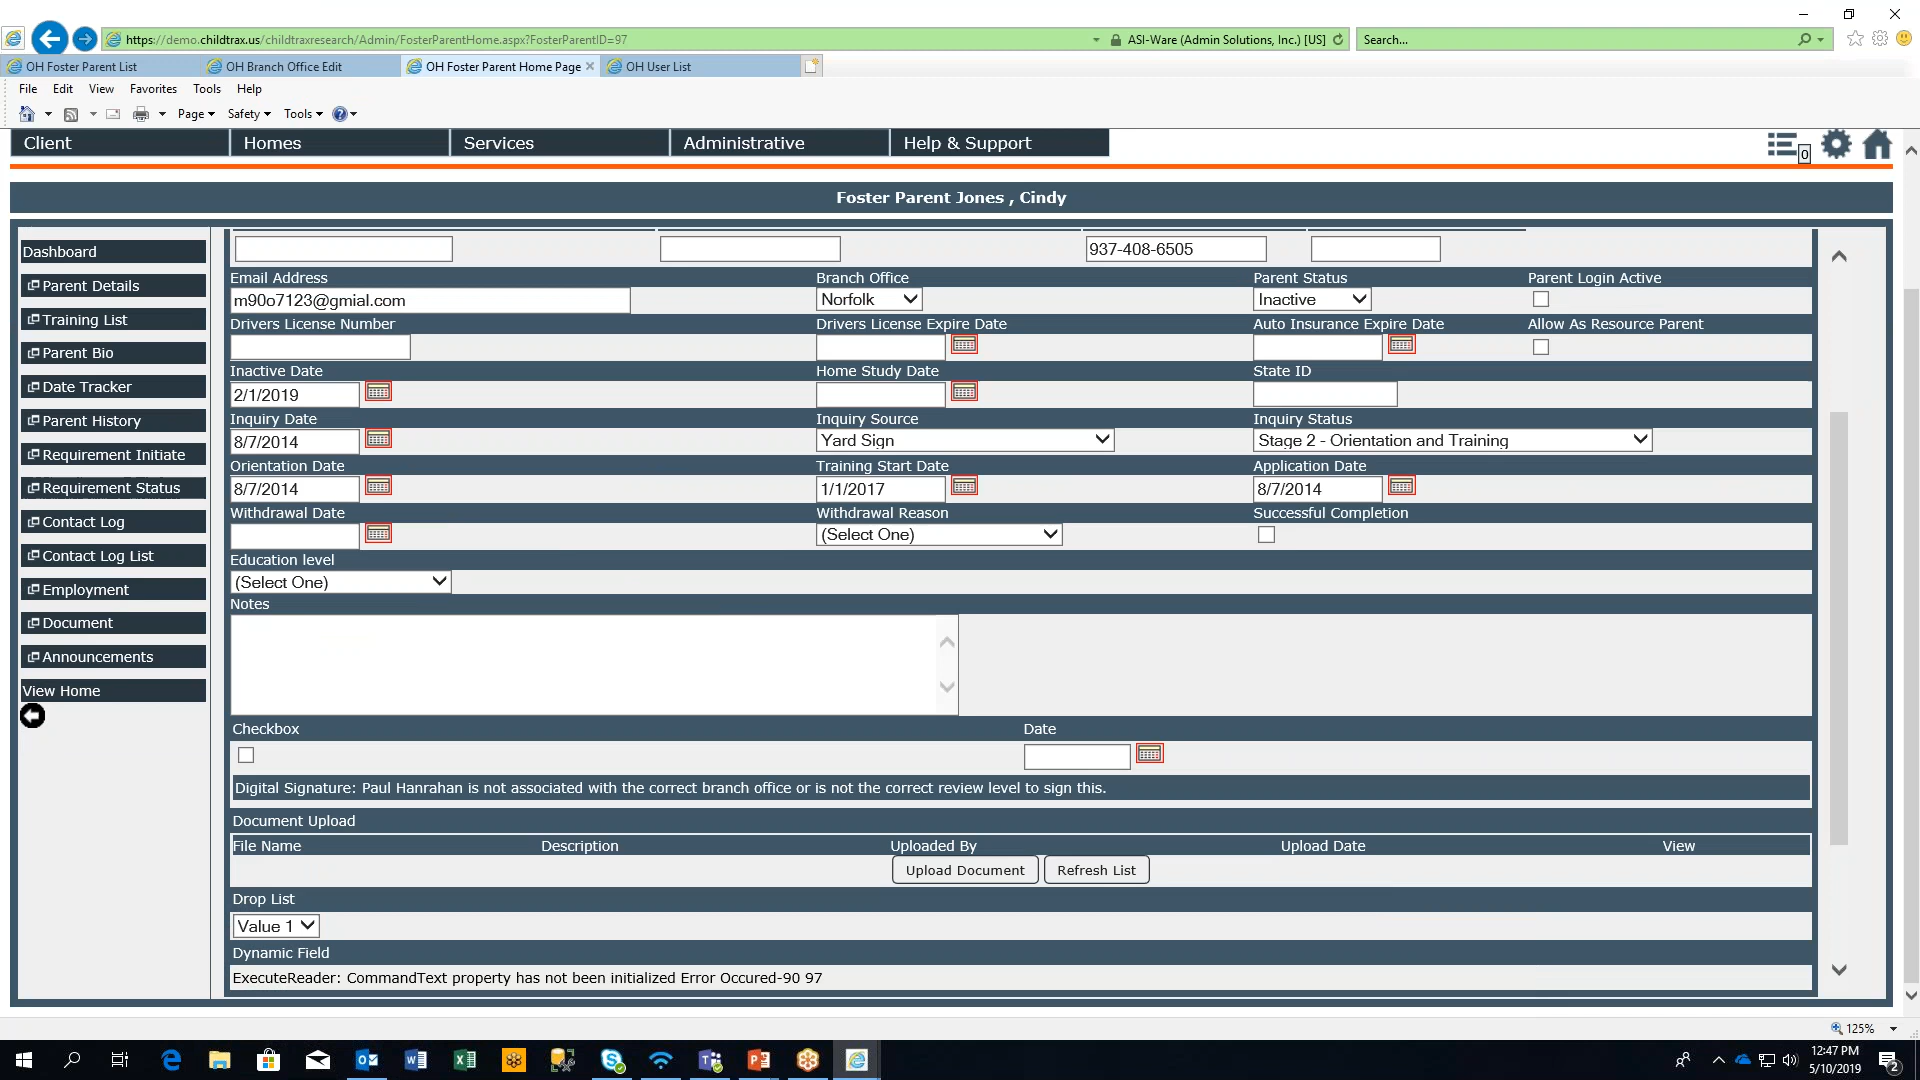 https://demo.childtrax.us/childtraxresearch/Admin/FosterParentHome.aspx?FosterParentID=97
ASI-Ware (Admin Solutions, Inc.) [US]
Search...
OH Foster Parent List
OH Branch Office Edit
OH Foster Parent Home Page
OH User List
File Edit View Favorites Tools Help
Page Safety Tools
Client Homes Services Administrative Help & Support
0
Foster Parent Jones , Cindy
Dashboard
Parent Details
Training List
Parent Bio
Date Tracker
Parent History
Requirement Initiate
Requirement Status
Contact Log
Contact Log List
Employment
Document
Announcements
View Home
937-408-6505
Email Address Branch Office Parent Status Parent Login Active
m90o7123@gmial.com Norfolk Inactive
Drivers License Number Drivers License Expire Date Auto Insurance Expire Date Allow As Resource Parent
Inactive Date Home Study Date State ID
2/1/2019
Inquiry Date Inquiry Source Inquiry Status
8/7/2014 Yard Sign Stage 2 - Orientation and Training
Orientation Date Training Start Date Application Date
8/7/2014 1/1/2017 8/7/2014
Withdrawal Date Withdrawal Reason Successful Completion
(Select One)
Education level
(Select One)
Notes
Checkbox Date
Digital Signature: Paul Hanrahan is not associated with the correct branch office or is not the correct review level to sign this.
Document Upload
File Name Description Uploaded By Upload Date View
Upload Document Refresh List
Drop List
Value 1
Dynamic Field
ExecuteReader: CommandText property has not been initialized Error Occured-90 97
125%
12:47 PM
5/10/2019
2